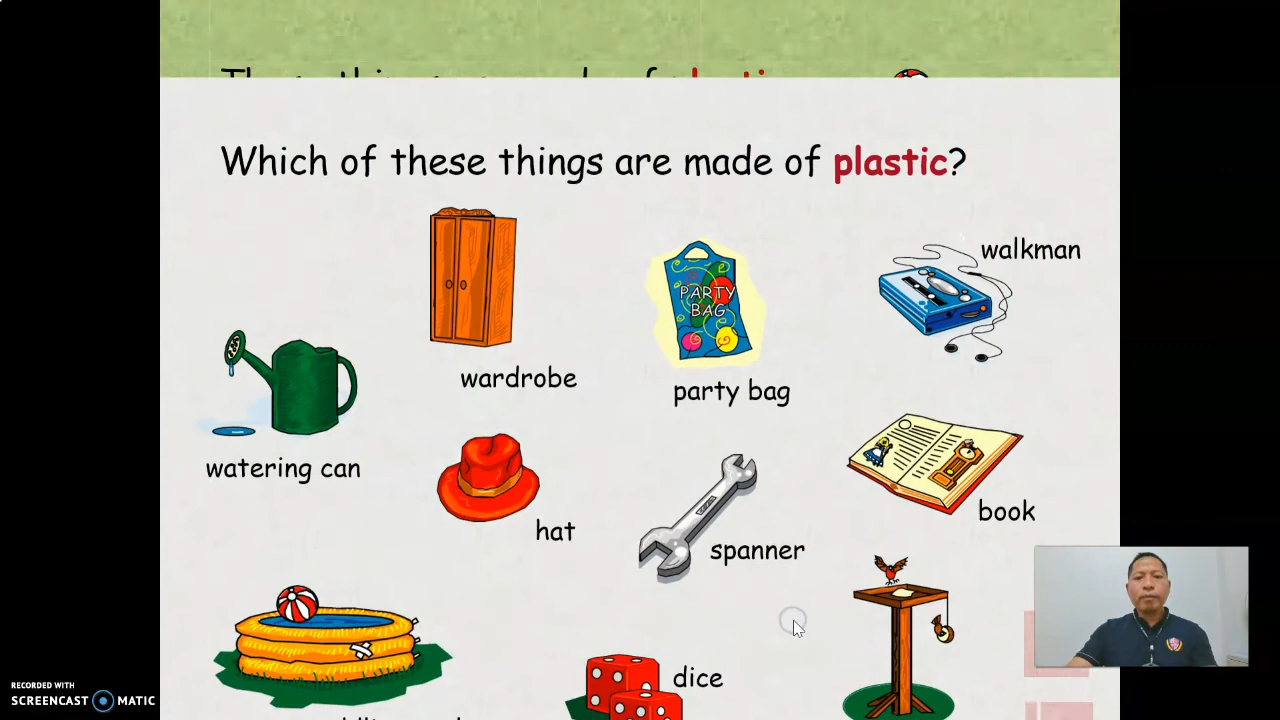 Which of these things are made of plastic?
walkman
PARTY
BAG
wardrobe
party bag
watering can
book
hat
spanner
dice
RECORDED WITH
SCREENCAST MATIC